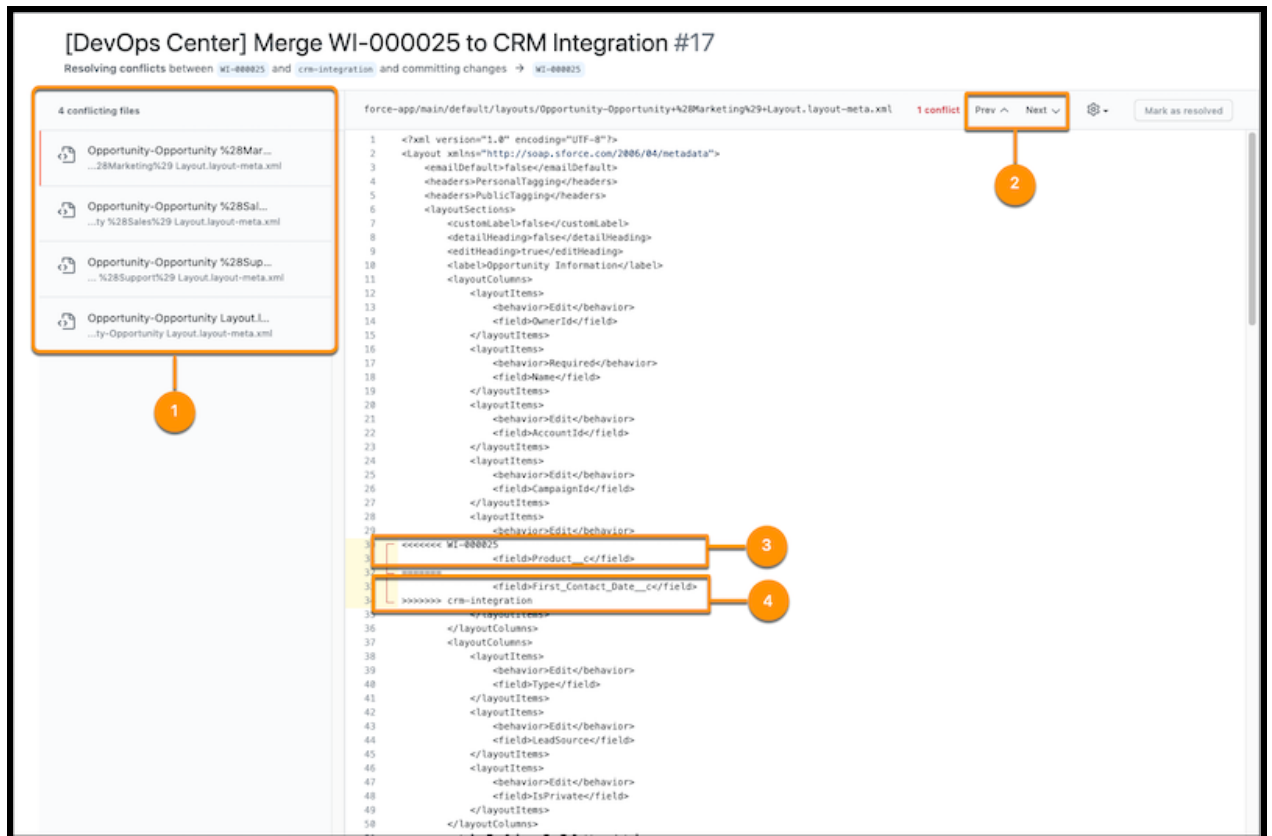 [DevOps Center] Merge WI-000025 to CRM Integration #17
Resolving conflicts between WI-000025 and crm-integration and committing changes → WI-000025
4 conflicting files
Opportunity-Opportunity %28Mar...
...28Marketing%29 Layout.layout-meta.xml
Opportunity-Opportunity %28Sal...
...ty %28Sales%29 Layout.layout-meta.xml
Opportunity-Opportunity %28Sup...
... %28Support%29 Layout.layout-meta.xml
Opportunity-Opportunity Layout.l...
...ty-Opportunity Layout.layout-meta.xml
1
force-app/main/default/layouts/Opportunity-Opportunity+%28Marketing%29+Layout.layout-meta.xml 1 conflict Prev Next Mark as resolved
2
1 <?xml version="1.0" encoding="UTF-8"?>
2 <Layout xmlns="http://soap.sforce.com/2006/04/metadata">
3 <emailDefault>false</emailDefault>
4 <headers>PersonalTagging</headers>
5 <headers>PublicTagging</headers>
6 <layoutSections>
7 <customLabel>false</customLabel>
8 <detailHeading>false</detailHeading>
9 <editHeading>true</editHeading>
10 <label>Opportunity Information</label>
11 <layoutColumns>
12 <layoutItems>
13 <behavior>Edit</behavior>
14 <field>OwnerId</field>
15 </layoutItems>
16 <layoutItems>
17 <behavior>Required</behavior>
18 <field>Name</field>
19 </layoutItems>
20 <layoutItems>
21 <behavior>Edit</behavior>
22 <field>AccountId</field>
23 </layoutItems>
24 <layoutItems>
25 <behavior>Edit</behavior>
26 <field>CampaignId</field>
27 </layoutItems>
28 <layoutItems>
29 <behavior>Edit</behavior>
<<<<<<< WI-000025
<field>Product__c</field>
3
32 =======
<field>First_Contact_Date__c</field>
>>>>>>> crm-integration
4
35 </layoutItems>
36 </layoutColumns>
37 <layoutColumns>
38 <layoutItems>
39 <behavior>Edit</behavior>
40 <field>Type</field>
41 </layoutItems>
42 <layoutItems>
43 <behavior>Edit</behavior>
44 <field>LeadSource</field>
45 </layoutItems>
46 <layoutItems>
47 <behavior>Edit</behavior>
48 <field>IsPrivate</field>
49 </layoutItems>
50 </layoutColumns>